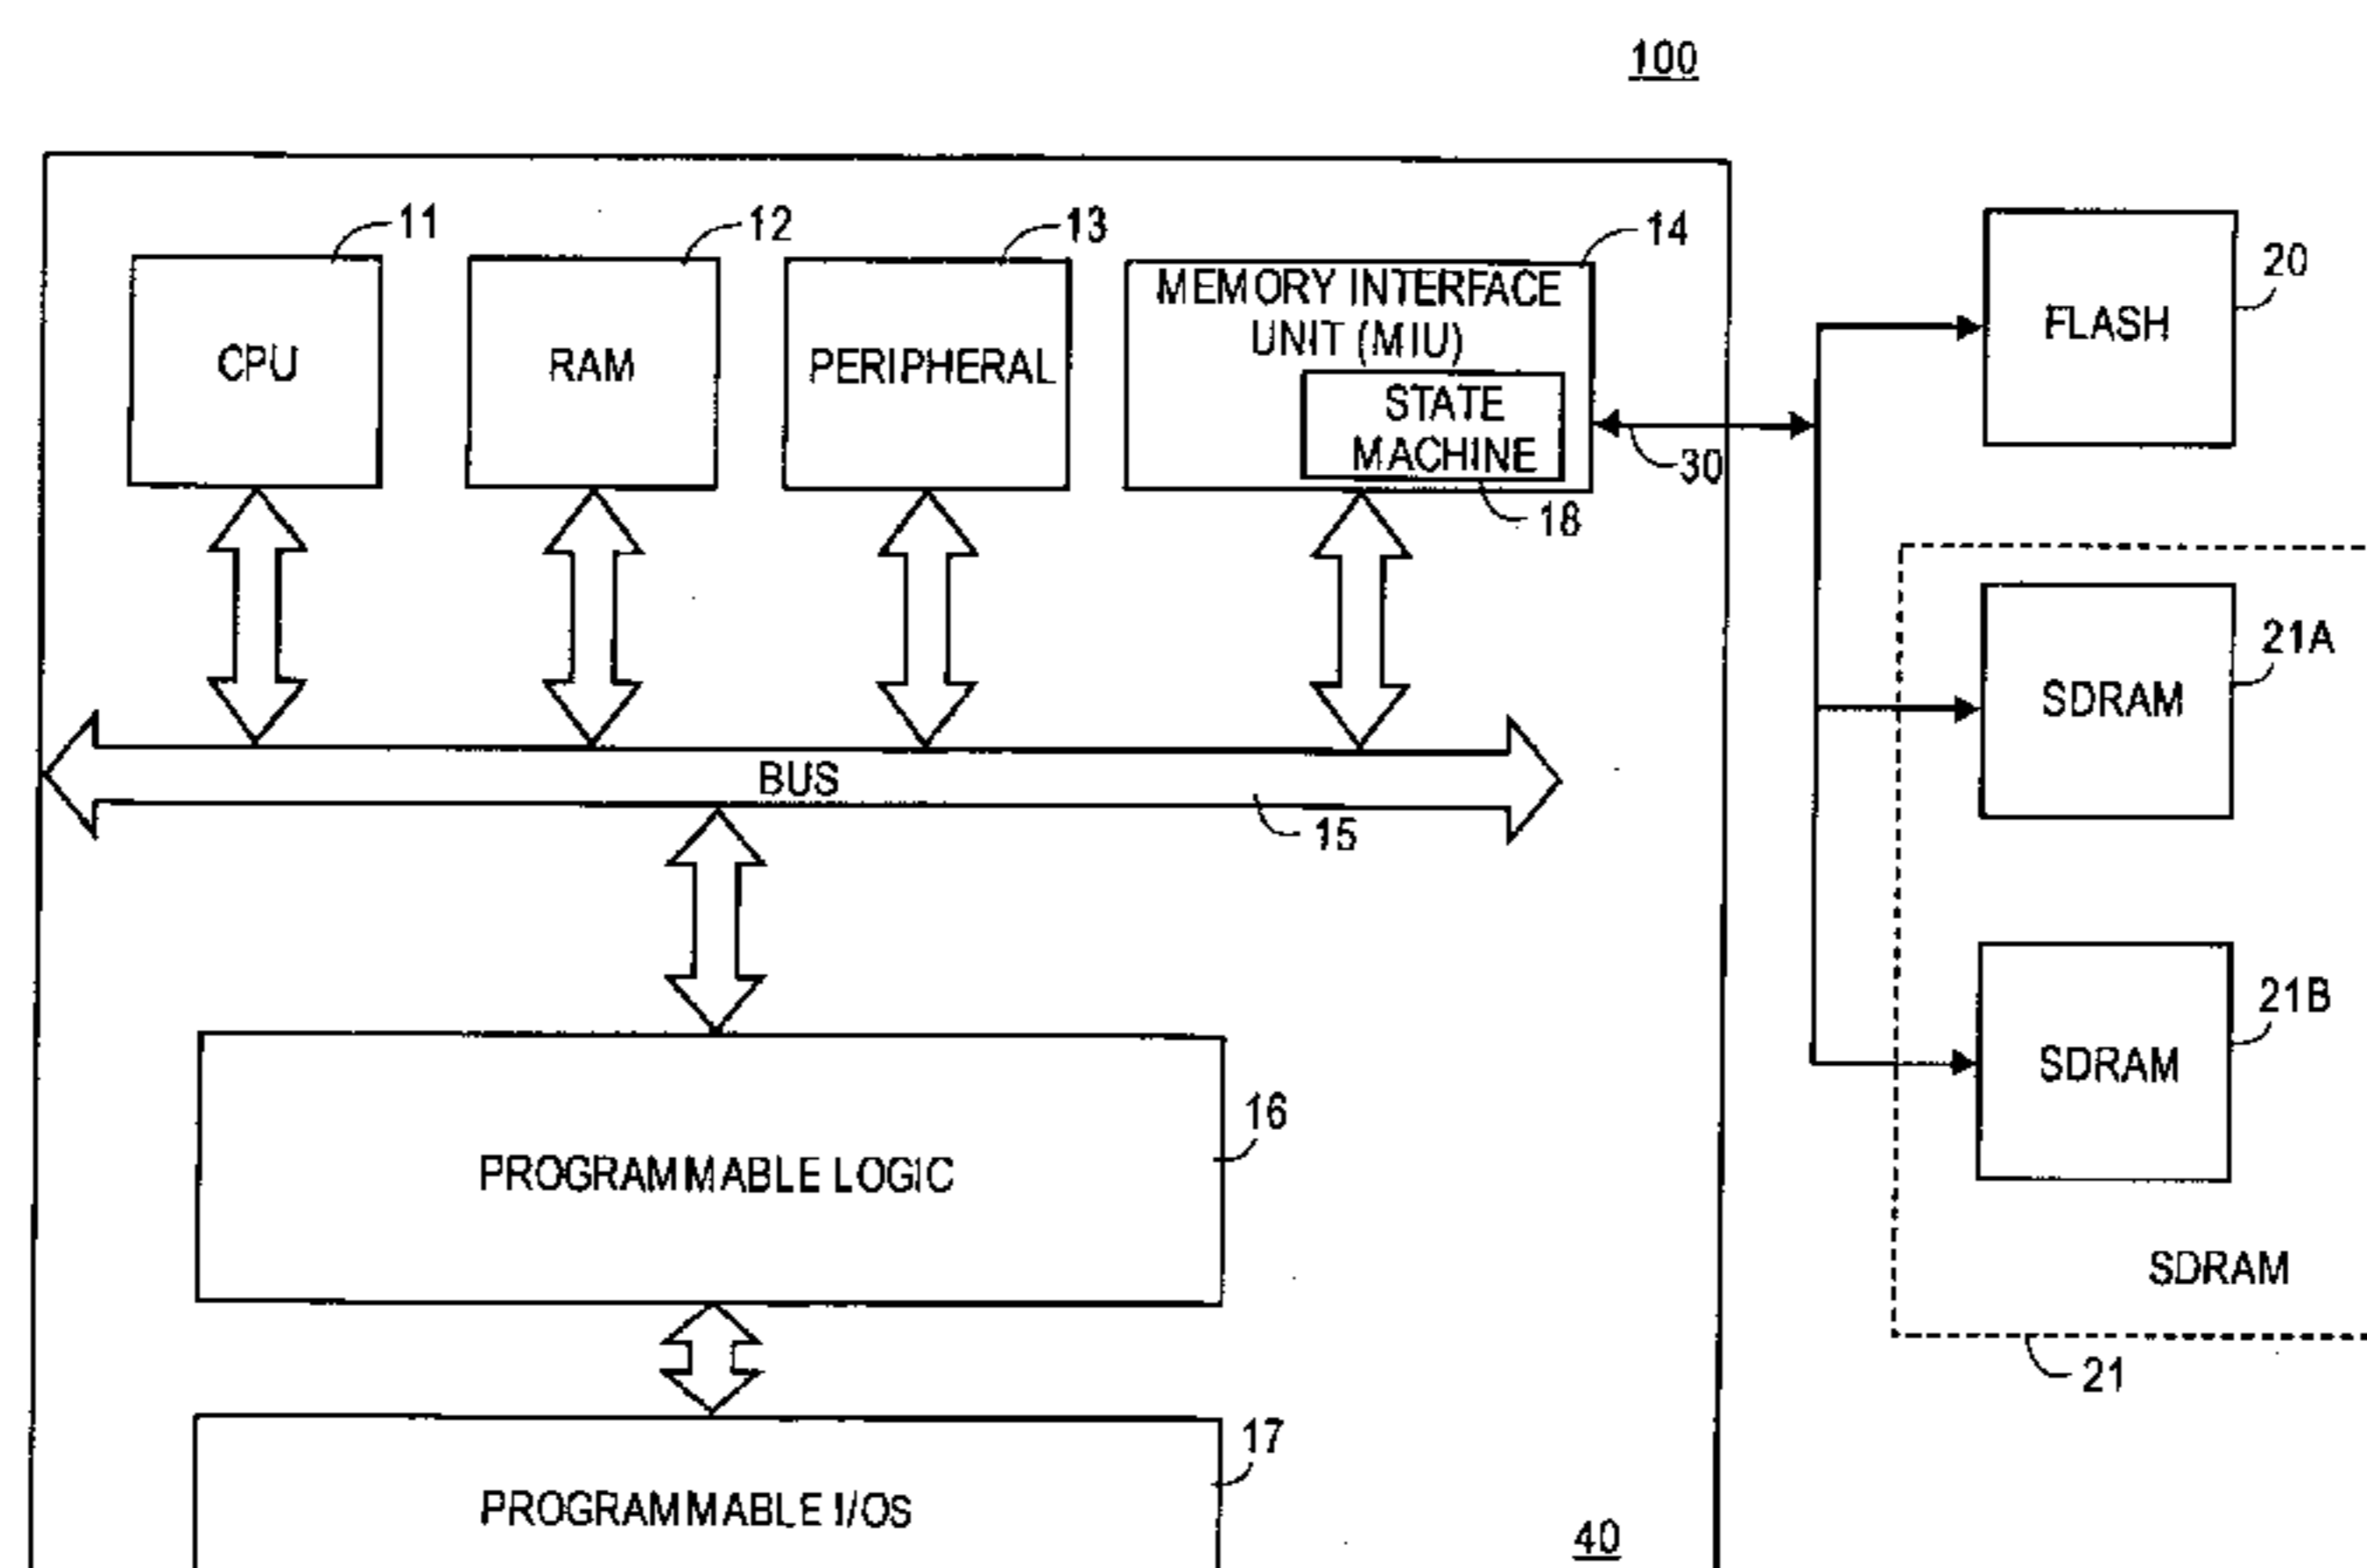 100
11
12
13
14
CPU
RAM
PERIPHERAL
MEMORY INTERFACE
UNIT (MIU)
STATE
MACHINE
18
30
20
FLASH
21A
SDRAM
BUS
15
21B
SDRAM
16
PROGRAMMABLE LOGIC
SDRAM
21
17
PROGRAMMABLE I/OS
40